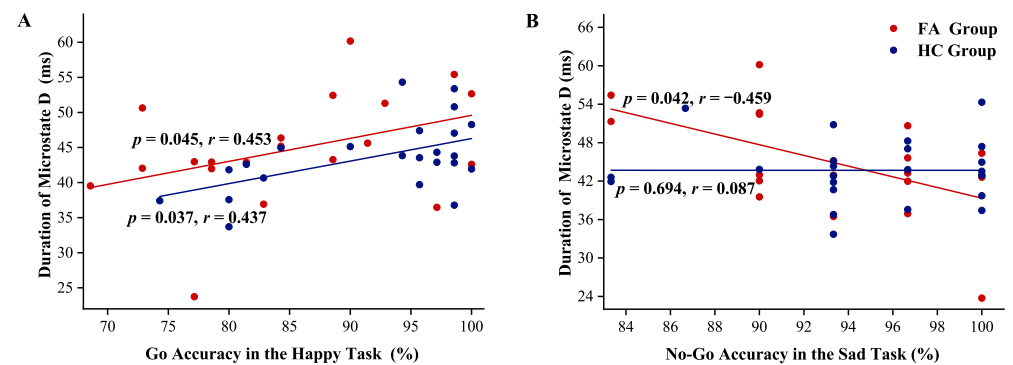 A
60
55
50
45
40
35
30
25
Duration of Microstate D (ms)
p = 0.045, r = 0.453
p = 0.037, r = 0.437
70 75 80 85 90 95 100
Go Accuracy in the Happy Task (%)
B
66
60
54
48
42
36
30
24
Duration of Microstate D (ms)
FA Group
HC Group
p = 0.042, r = −0.459
p = 0.694, r = 0.087
84 86 88 90 92 94 96 98 100
No-Go Accuracy in the Sad Task (%)